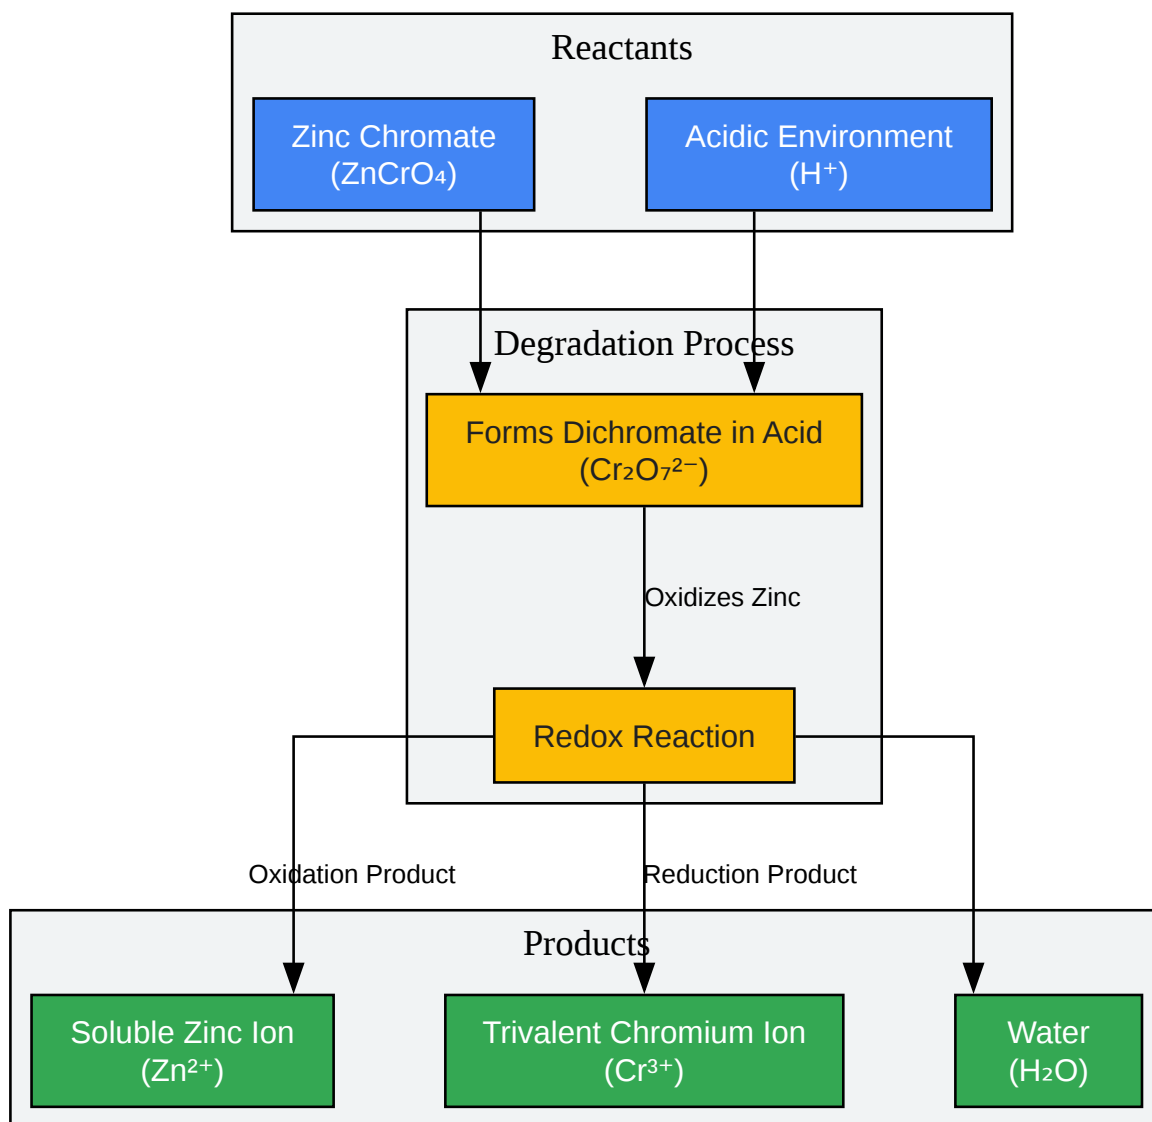 Reactants
Zinc Chromate
(ZnCrO₄)
Acidic Environment
(H⁺)
Degradation Process
Forms Dichromate in Acid
(Cr₂O₇²⁻)
Oxidizes Zinc
Redox Reaction
Oxidation Product
Reduction Product
Products
Soluble Zinc Ion
(Zn²⁺)
Trivalent Chromium Ion
(Cr³⁺)
Water
(H₂O)